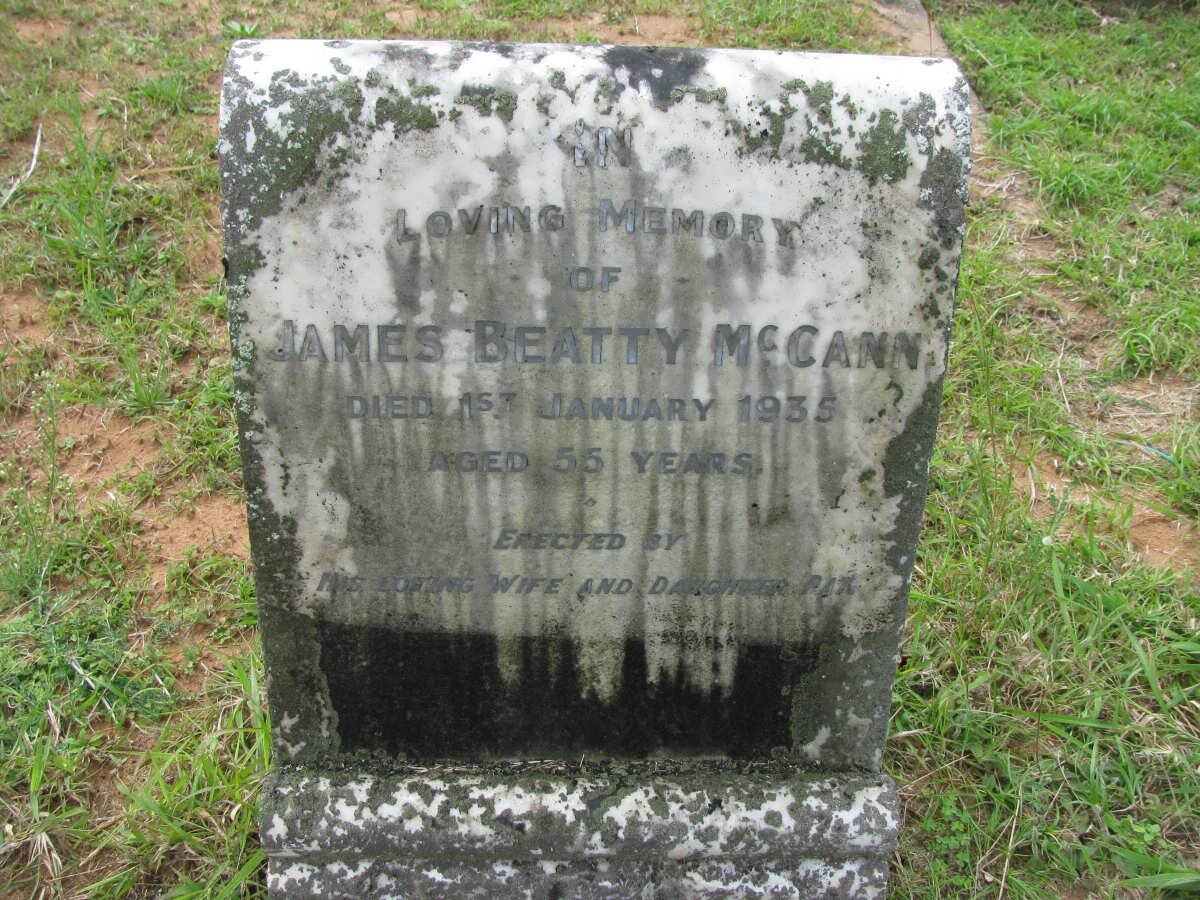 IN
LOVING MEMORY
OF
JAMES BEATTY McCANN
DIED 1ST JANUARY 1935
AGED 55 YEARS.
ERECTED BY
HIS LOVING WIFE AND DAUGHTER